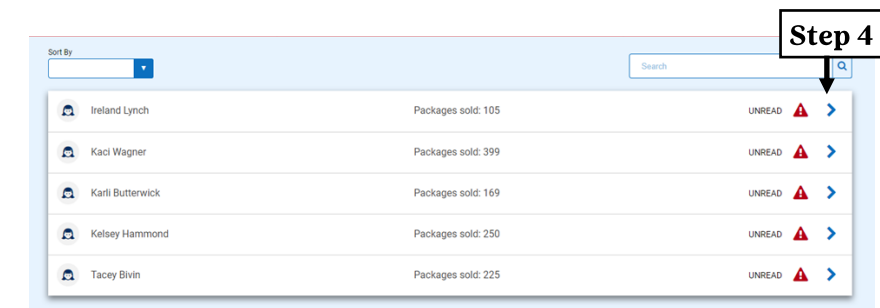 Step 4
Sort By
Search
Ireland Lynch Packages sold: 105 UNREAD
Kaci Wagner Packages sold: 399 UNREAD
Karli Butterwick Packages sold: 169 UNREAD
Kelsey Hammond Packages sold: 250 UNREAD
Tacey Bivin Packages sold: 225 UNREAD